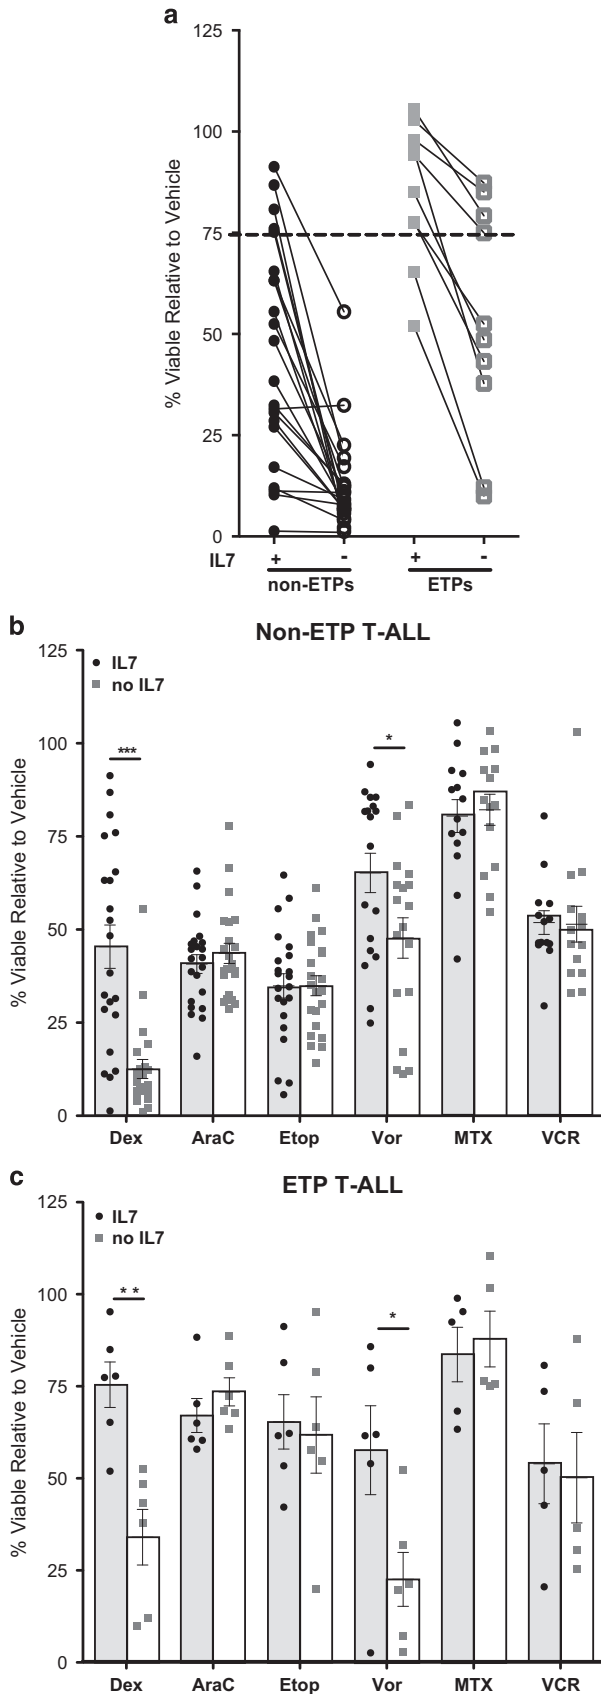 a
125
100
75
50
25
0
% Viable Relative to Vehicle
IL7 + - + -
non-ETPs ETPs
b
Non-ETP T-ALL
125
100
75
50
25
0
% Viable Relative to Vehicle
IL7
no IL7
***
*
Dex AraC Etop Vor MTX VCR
c
ETP T-ALL
125
100
75
50
25
0
% Viable Relative to Vehicle
IL7
no IL7
* *
*
Dex AraC Etop Vor MTX VCR